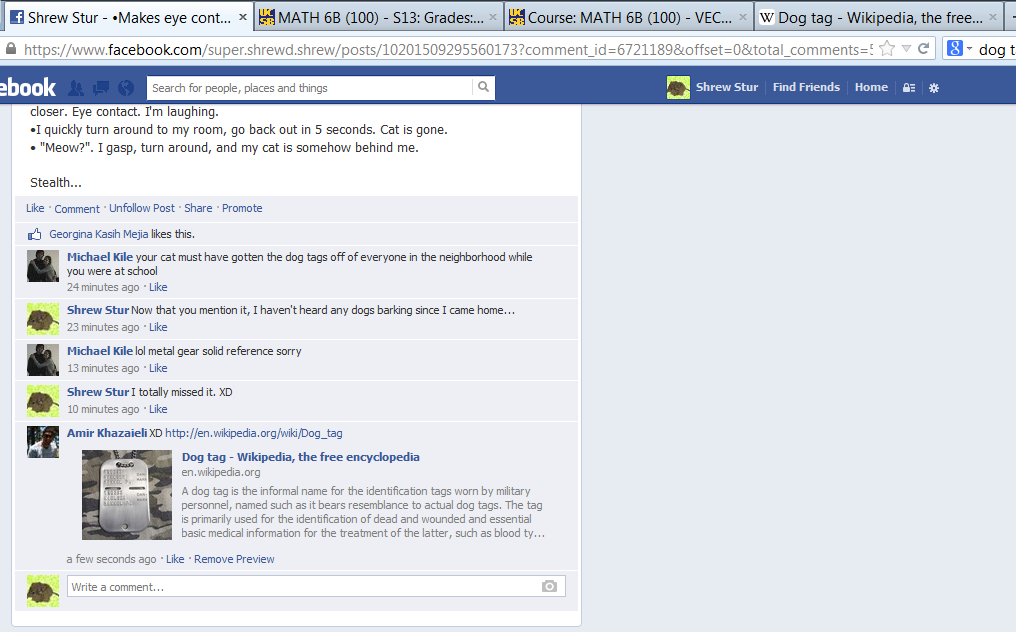 Shrew Stur - •Makes eye cont... × MATH 6B (100) - S13: Grades:... × Course: MATH 6B (100) - VEC... × W Dog tag - Wikipedia, the free... ×
https://www.facebook.com/super.shrewd.shrew/posts/10201509295560173?comment_id=6721189&offset=0&total_comments=5 dog t
ebook Search for people, places and things Shrew Stur Find Friends Home
closer. Eye contact. I'm laughing.
•I quickly turn around to my room, go back out in 5 seconds. Cat is gone.
• "Meow?". I gasp, turn around, and my cat is somehow behind me.
Stealth...
Like · Comment · Unfollow Post · Share · Promote
Georgina Kasih Mejia likes this.
Michael Kile your cat must have gotten the dog tags off of everyone in the neighborhood while
you were at school
24 minutes ago · Like
Shrew Stur Now that you mention it, I haven't heard any dogs barking since I came home...
23 minutes ago · Like
Michael Kile lol metal gear solid reference sorry
13 minutes ago · Like
Shrew Stur I totally missed it. XD
10 minutes ago · Like
Amir Khazaieli XD http://en.wikipedia.org/wiki/Dog_tag
Dog tag - Wikipedia, the free encyclopedia
en.wikipedia.org
A dog tag is the informal name for the identification tags worn by military
personnel, named such as it bears resemblance to actual dog tags. The tag
is primarily used for the identification of dead and wounded and essential
basic medical information for the treatment of the latter, such as blood ty...
a few seconds ago · Like · Remove Preview
Write a comment...